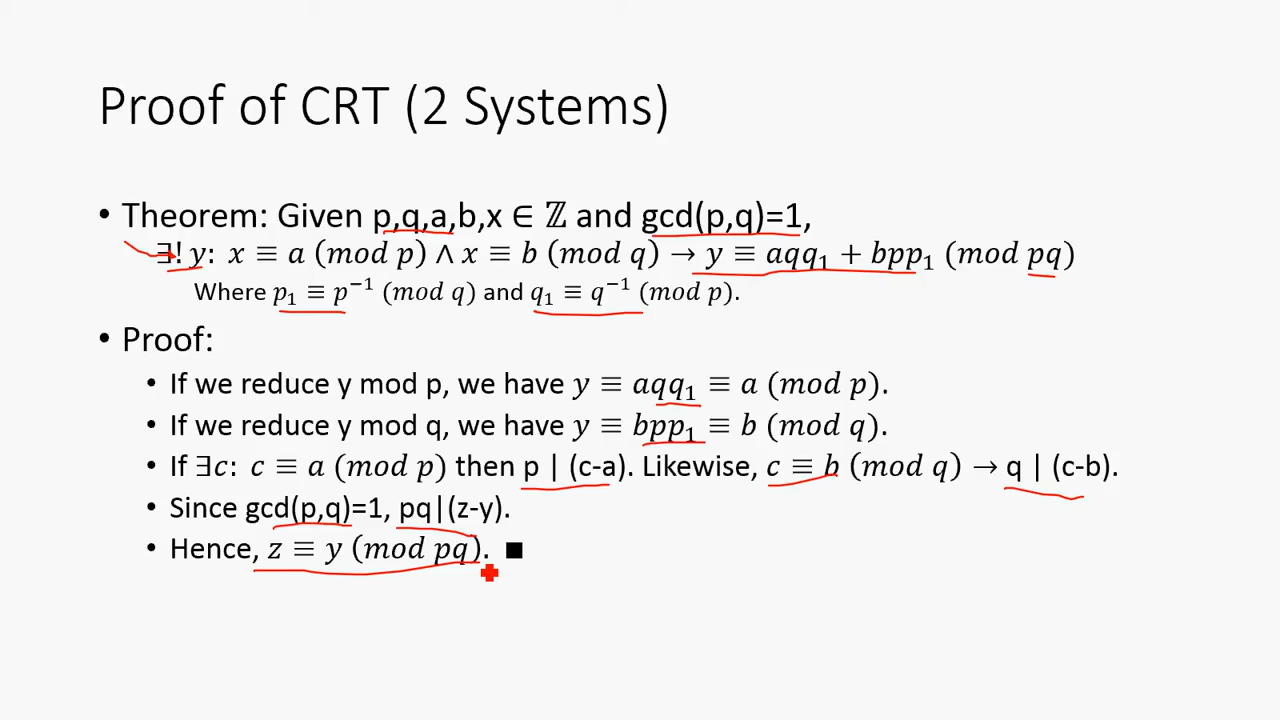 Proof of CRT (2 Systems)
• Theorem: Given p,q,a,b,x ∈ ℤ and gcd(p,q)=1,
∃! y: x ≡ a (mod p) ∧ x ≡ b (mod q) → y ≡ aqq₁ + bpp₁ (mod pq)
Where p₁ ≡ p⁻¹ (mod q) and q₁ ≡ q⁻¹ (mod p).
• Proof:
• If we reduce y mod p, we have y ≡ aqq₁ ≡ a (mod p).
• If we reduce y mod q, we have y ≡ bpp₁ ≡ b (mod q).
• If ∃c: c ≡ a (mod p) then p | (c-a). Likewise, c ≡ b (mod q) → q | (c-b).
• Since gcd(p,q)=1, pq|(z-y).
• Hence, z ≡ y (mod pq). ■